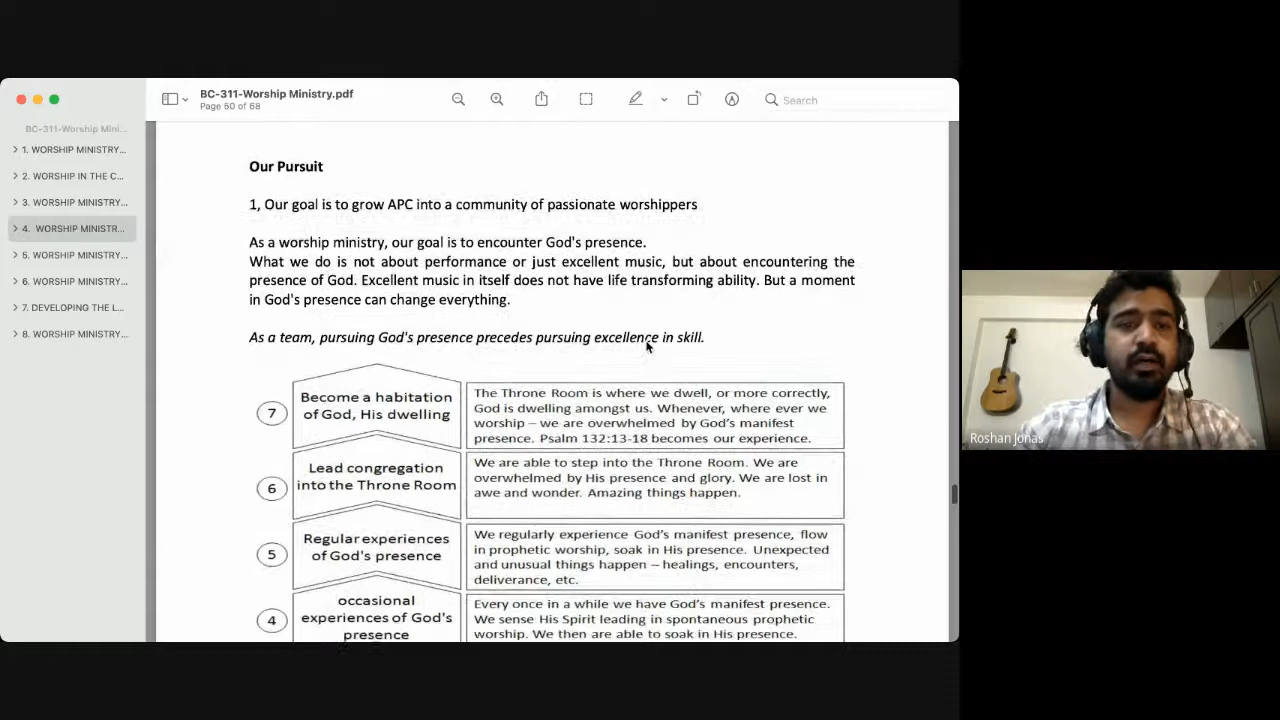 BC-311-Worship Ministry.pdf
Page 50 of 68
Search
BC-311-Worship Mini...
1. WORSHIP MINISTRY...
2. WORSHIP IN THE C...
3. WORSHIP MINISTRY...
4. WORSHIP MINISTR...
5. WORSHIP MINISTRY...
6. WORSHIP MINISTRY...
7. DEVELOPING THE L...
8. WORSHIP MINISTRY...
Our Pursuit
1, Our goal is to grow APC into a community of passionate worshippers
As a worship ministry, our goal is to encounter God's presence.
What we do is not about performance or just excellent music, but about encountering the
presence of God. Excellent music in itself does not have life transforming ability. But a moment
in God's presence can change everything.
As a team, pursuing God's presence precedes pursuing excellence in skill.
7
Become a habitation
of God, His dwelling
The Throne Room is where we dwell, or more correctly,
God is dwelling amongst us. Whenever, where ever we
worship – we are overwhelmed by God's manifest
presence. Psalm 132:13-18 becomes our experience.
6
Lead congregation
into the Throne Room
We are able to step into the Throne Room. We are
overwhelmed by His presence and glory. We are lost in
awe and wonder. Amazing things happen.
5
Regular experiences
of God's presence
We regularly experience God's manifest presence, flow
in prophetic worship, soak in His presence. Unexpected
and unusual things happen – healings, encounters,
deliverance, etc.
4
occasional
experiences of God's
presence
Every once in a while we have God's manifest presence.
We sense His Spirit leading in spontaneous prophetic
worship. We then are able to soak in His presence.
Roshan Jonas